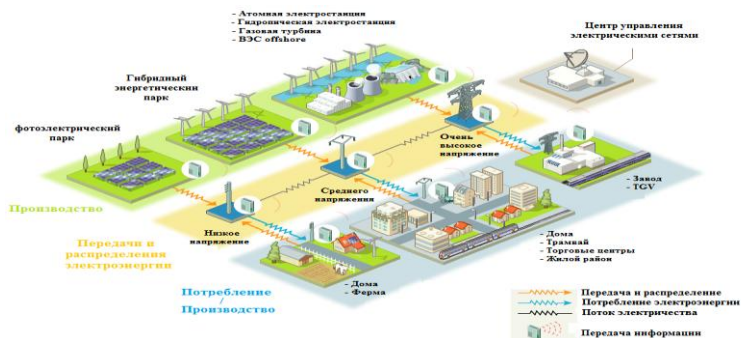 - Атомная электростанция
- Гидропическая электростанция
- Газовая турбина
- ВЭС offshore
Центр управления
электрическими сетями
Гибридный
энергетическин
парк
фотоэлектрический
парк
Очень
высокое
напряжение
- Завод
- TGV
Производство
Среднего
напряжения
Низкое
напряжение
Передачи и
распределения
электроэнергии
- Дома
- Трамвай
- Торговые центры
- Жилой район
Потребление
/
Производство
- Дома
- Ферма
Передача и распределение
Потребление электроэнергии
Поток электричества
Передача информации